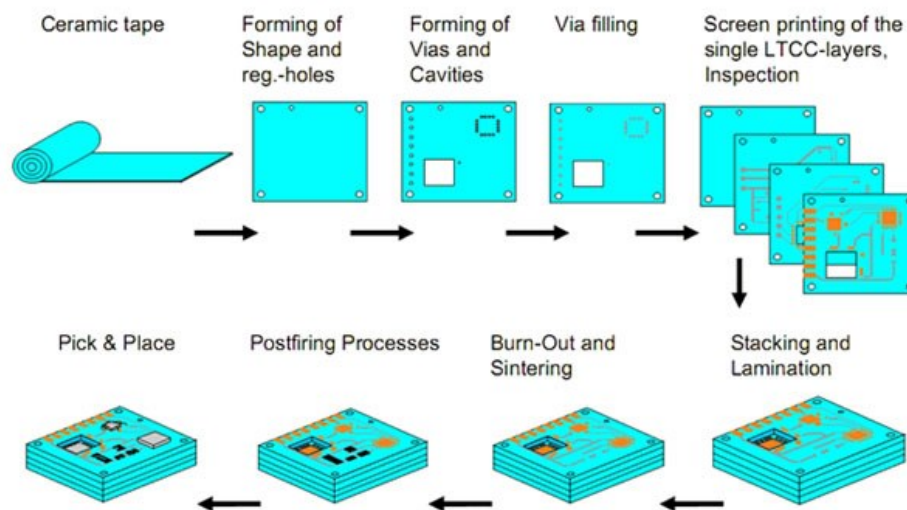 Ceramic tape
Forming of
Shape and
reg.-holes
Forming of
Vias and
Cavities
Via filling
Screen printing of the
single LTCC-layers,
Inspection
Pick & Place
Postfiring Processes
Burn-Out and
Sintering
Stacking and
Lamination